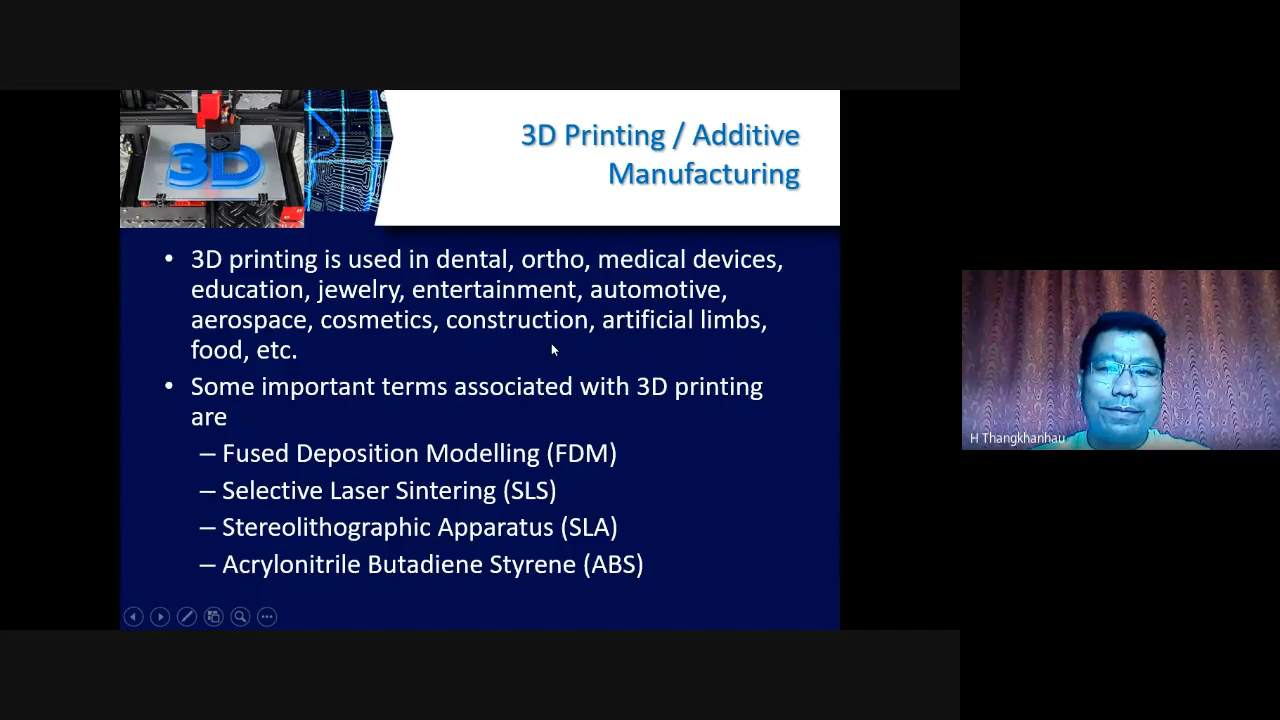 3D
3D Printing / Additive
Manufacturing
• 3D printing is used in dental, ortho, medical devices,
education, jewelry, entertainment, automotive,
aerospace, cosmetics, construction, artificial limbs,
food, etc.
• Some important terms associated with 3D printing
are
– Fused Deposition Modelling (FDM)
– Selective Laser Sintering (SLS)
– Stereolithographic Apparatus (SLA)
– Acrylonitrile Butadiene Styrene (ABS)
H Thangkhanhau